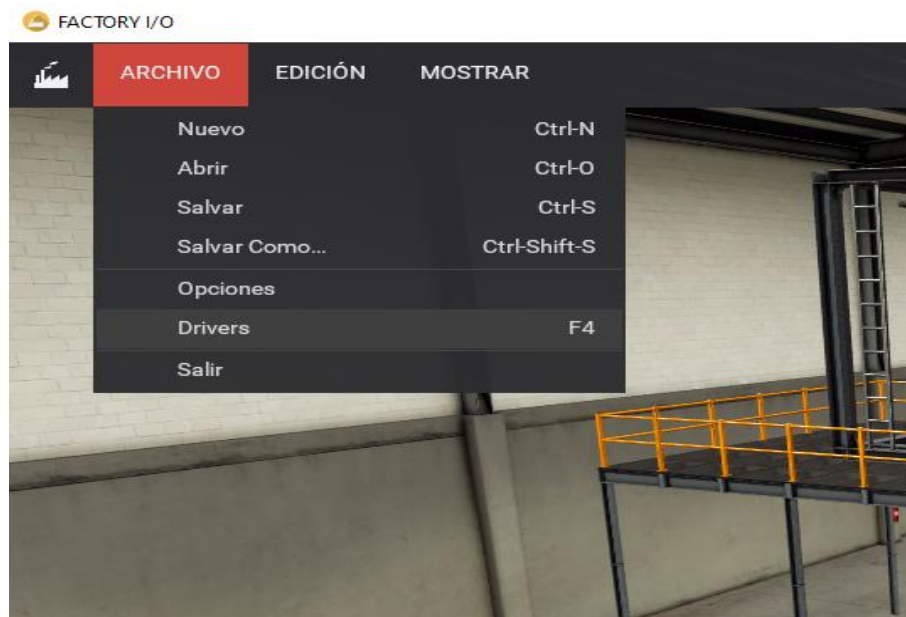 FACTORY I/O
ARCHIVO EDICIÓN MOSTRAR
Nuevo Ctrl-N
Abrir Ctrl-O
Salvar Ctrl-S
Salvar Como... Ctrl-Shift-S
Opciones
Drivers F4
Salir